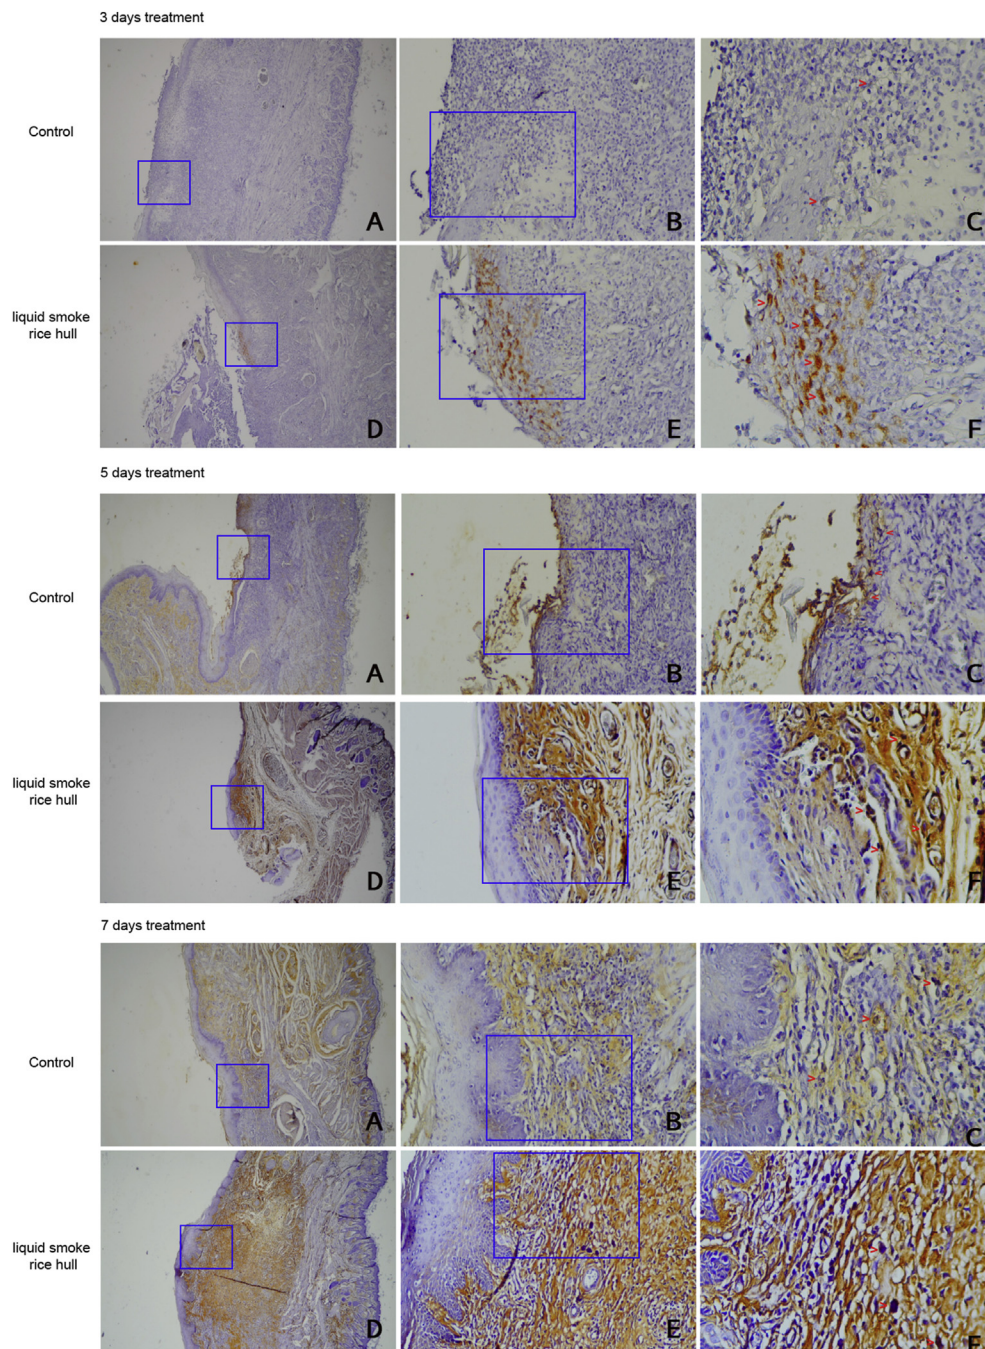 3 days treatment
Control
A
B
C
liquid smoke
rice hull
D
E
F
5 days treatment
Control
A
B
C
liquid smoke
rice hull
D
E
F
7 days treatment
Control
A
B
C
liquid smoke
rice hull
D
E
F